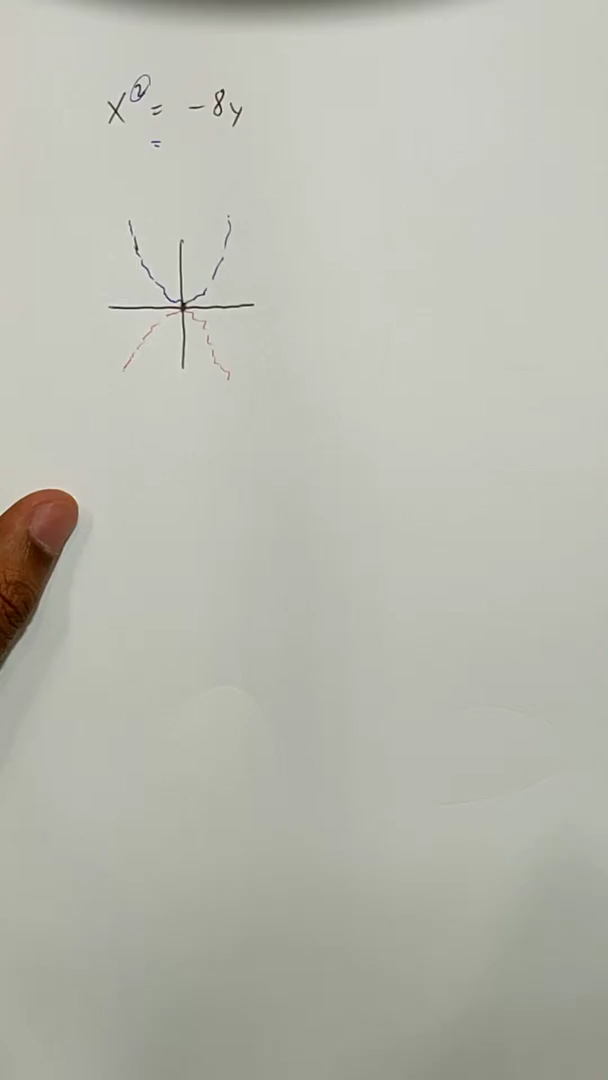 x² = -8y
=